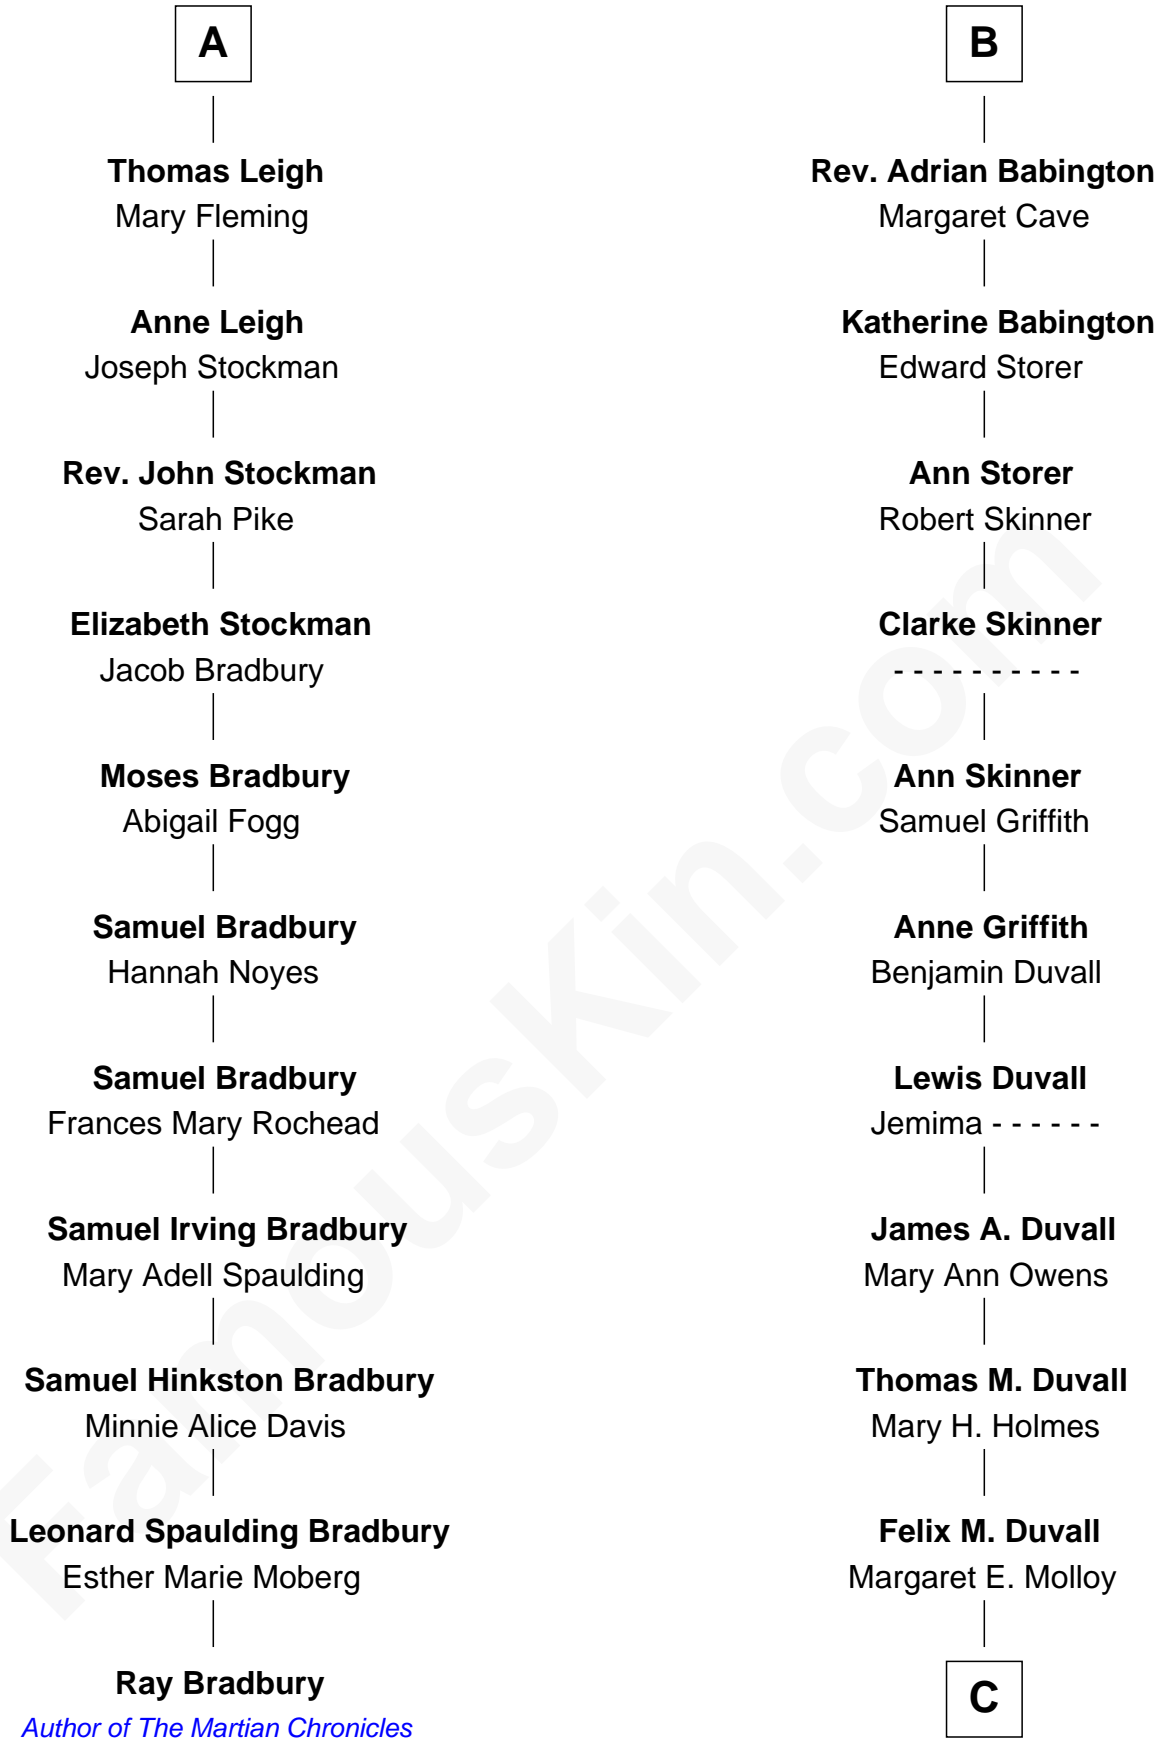 A
Thomas Leigh
Mary Fleming
Anne Leigh
Joseph Stockman
Rev. John Stockman
Sarah Pike
Elizabeth Stockman
Jacob Bradbury
Moses Bradbury
Abigail Fogg
Samuel Bradbury
Hannah Noyes
Samuel Bradbury
Frances Mary Rochead
Samuel Irving Bradbury
Mary Adell Spaulding
Samuel Hinkston Bradbury
Minnie Alice Davis
Leonard Spaulding Bradbury
Esther Marie Moberg
Ray Bradbury
Author of The Martian Chronicles
B
Rev. Adrian Babington
Margaret Cave
Katherine Babington
Edward Storer
Ann Storer
Robert Skinner
Clarke Skinner
- - - - - - - - - -
Ann Skinner
Samuel Griffith
Anne Griffith
Benjamin Duvall
Lewis Duvall
Jemima - - - - - -
James A. Duvall
Mary Ann Owens
Thomas M. Duvall
Mary H. Holmes
Felix M. Duvall
Margaret E. Molloy
C
FamousKin.com